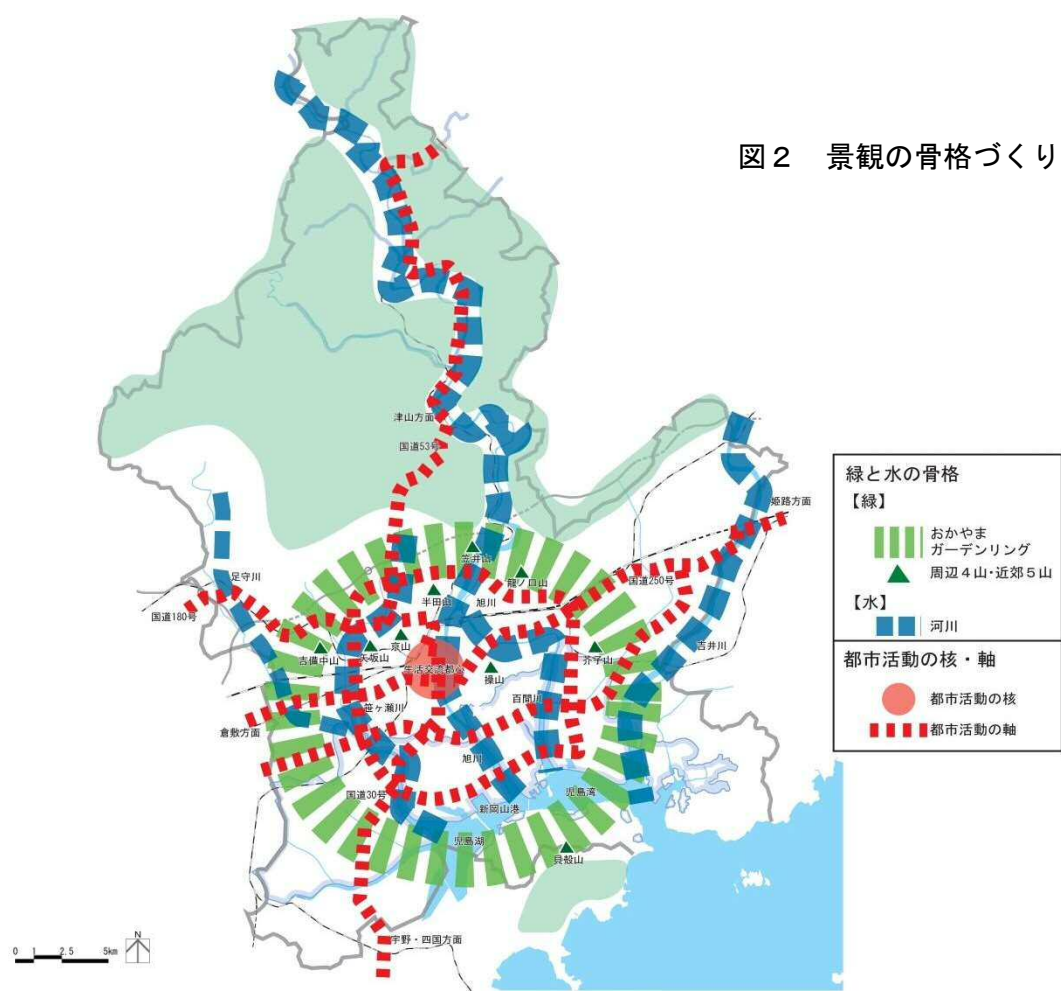 図２　景観の骨格づくり
津山方面
国道53号
姫路方面
笠井山
龍ノ口山
国道250号
足守川
半田山
旭川
国道180号
吉井川
京山
吉備中山
矢坂山
芥子山
生活交流都心
操山
百間川
笹ヶ瀬川
倉敷方面
旭川
国道30号
児島湾
新岡山港
児島湖
貝殻山
宇野・四国方面
0 1 2.5 5km
N
緑と水の骨格
【緑】
おかやま
ガーデンリング
周辺４山・近郊５山
【水】
河川
都市活動の核・軸
都市活動の核
都市活動の軸